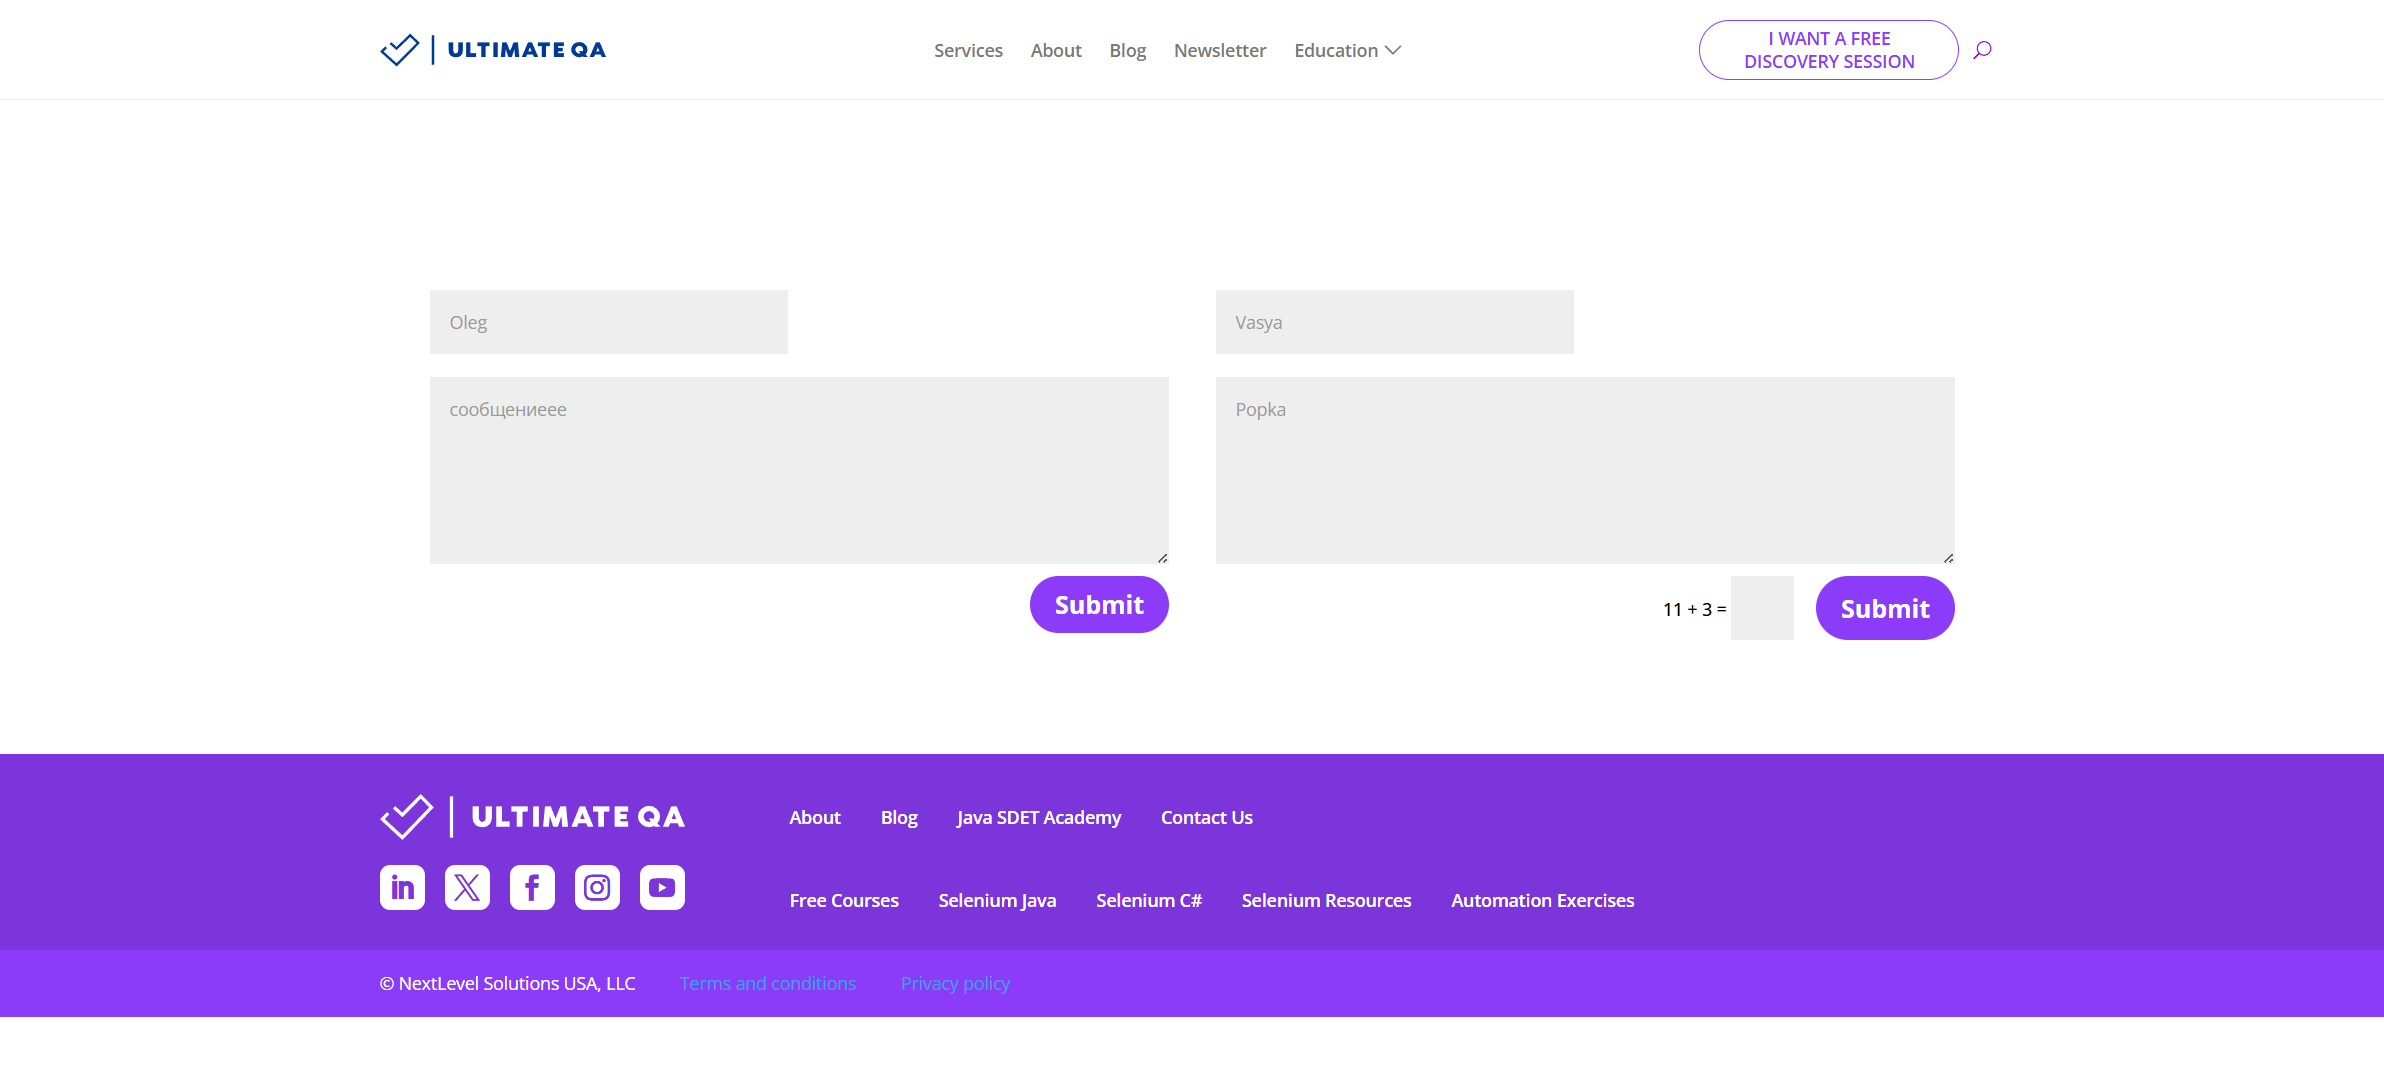 ULTIMATE QA
Services About Blog Newsletter Education
I WANT A FREE
DISCOVERY SESSION
Oleg
сообщениеее
Submit
Vasya
Popka
11 + 3 =
Submit
ULTIMATE QA
About Blog Java SDET Academy Contact Us
Free Courses Selenium Java Selenium C# Selenium Resources Automation Exercises
© NextLevel Solutions USA, LLC Terms and conditions Privacy policy